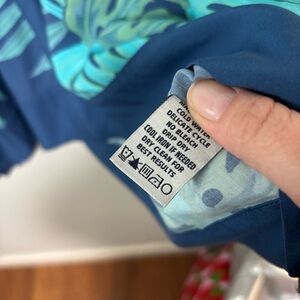 COLD WATER
DELICATE CYCLE
NO BLEACH
DRIP DRY
COOL IRON IF NEEDED
DRY CLEAN FOR
BEST RESULTS